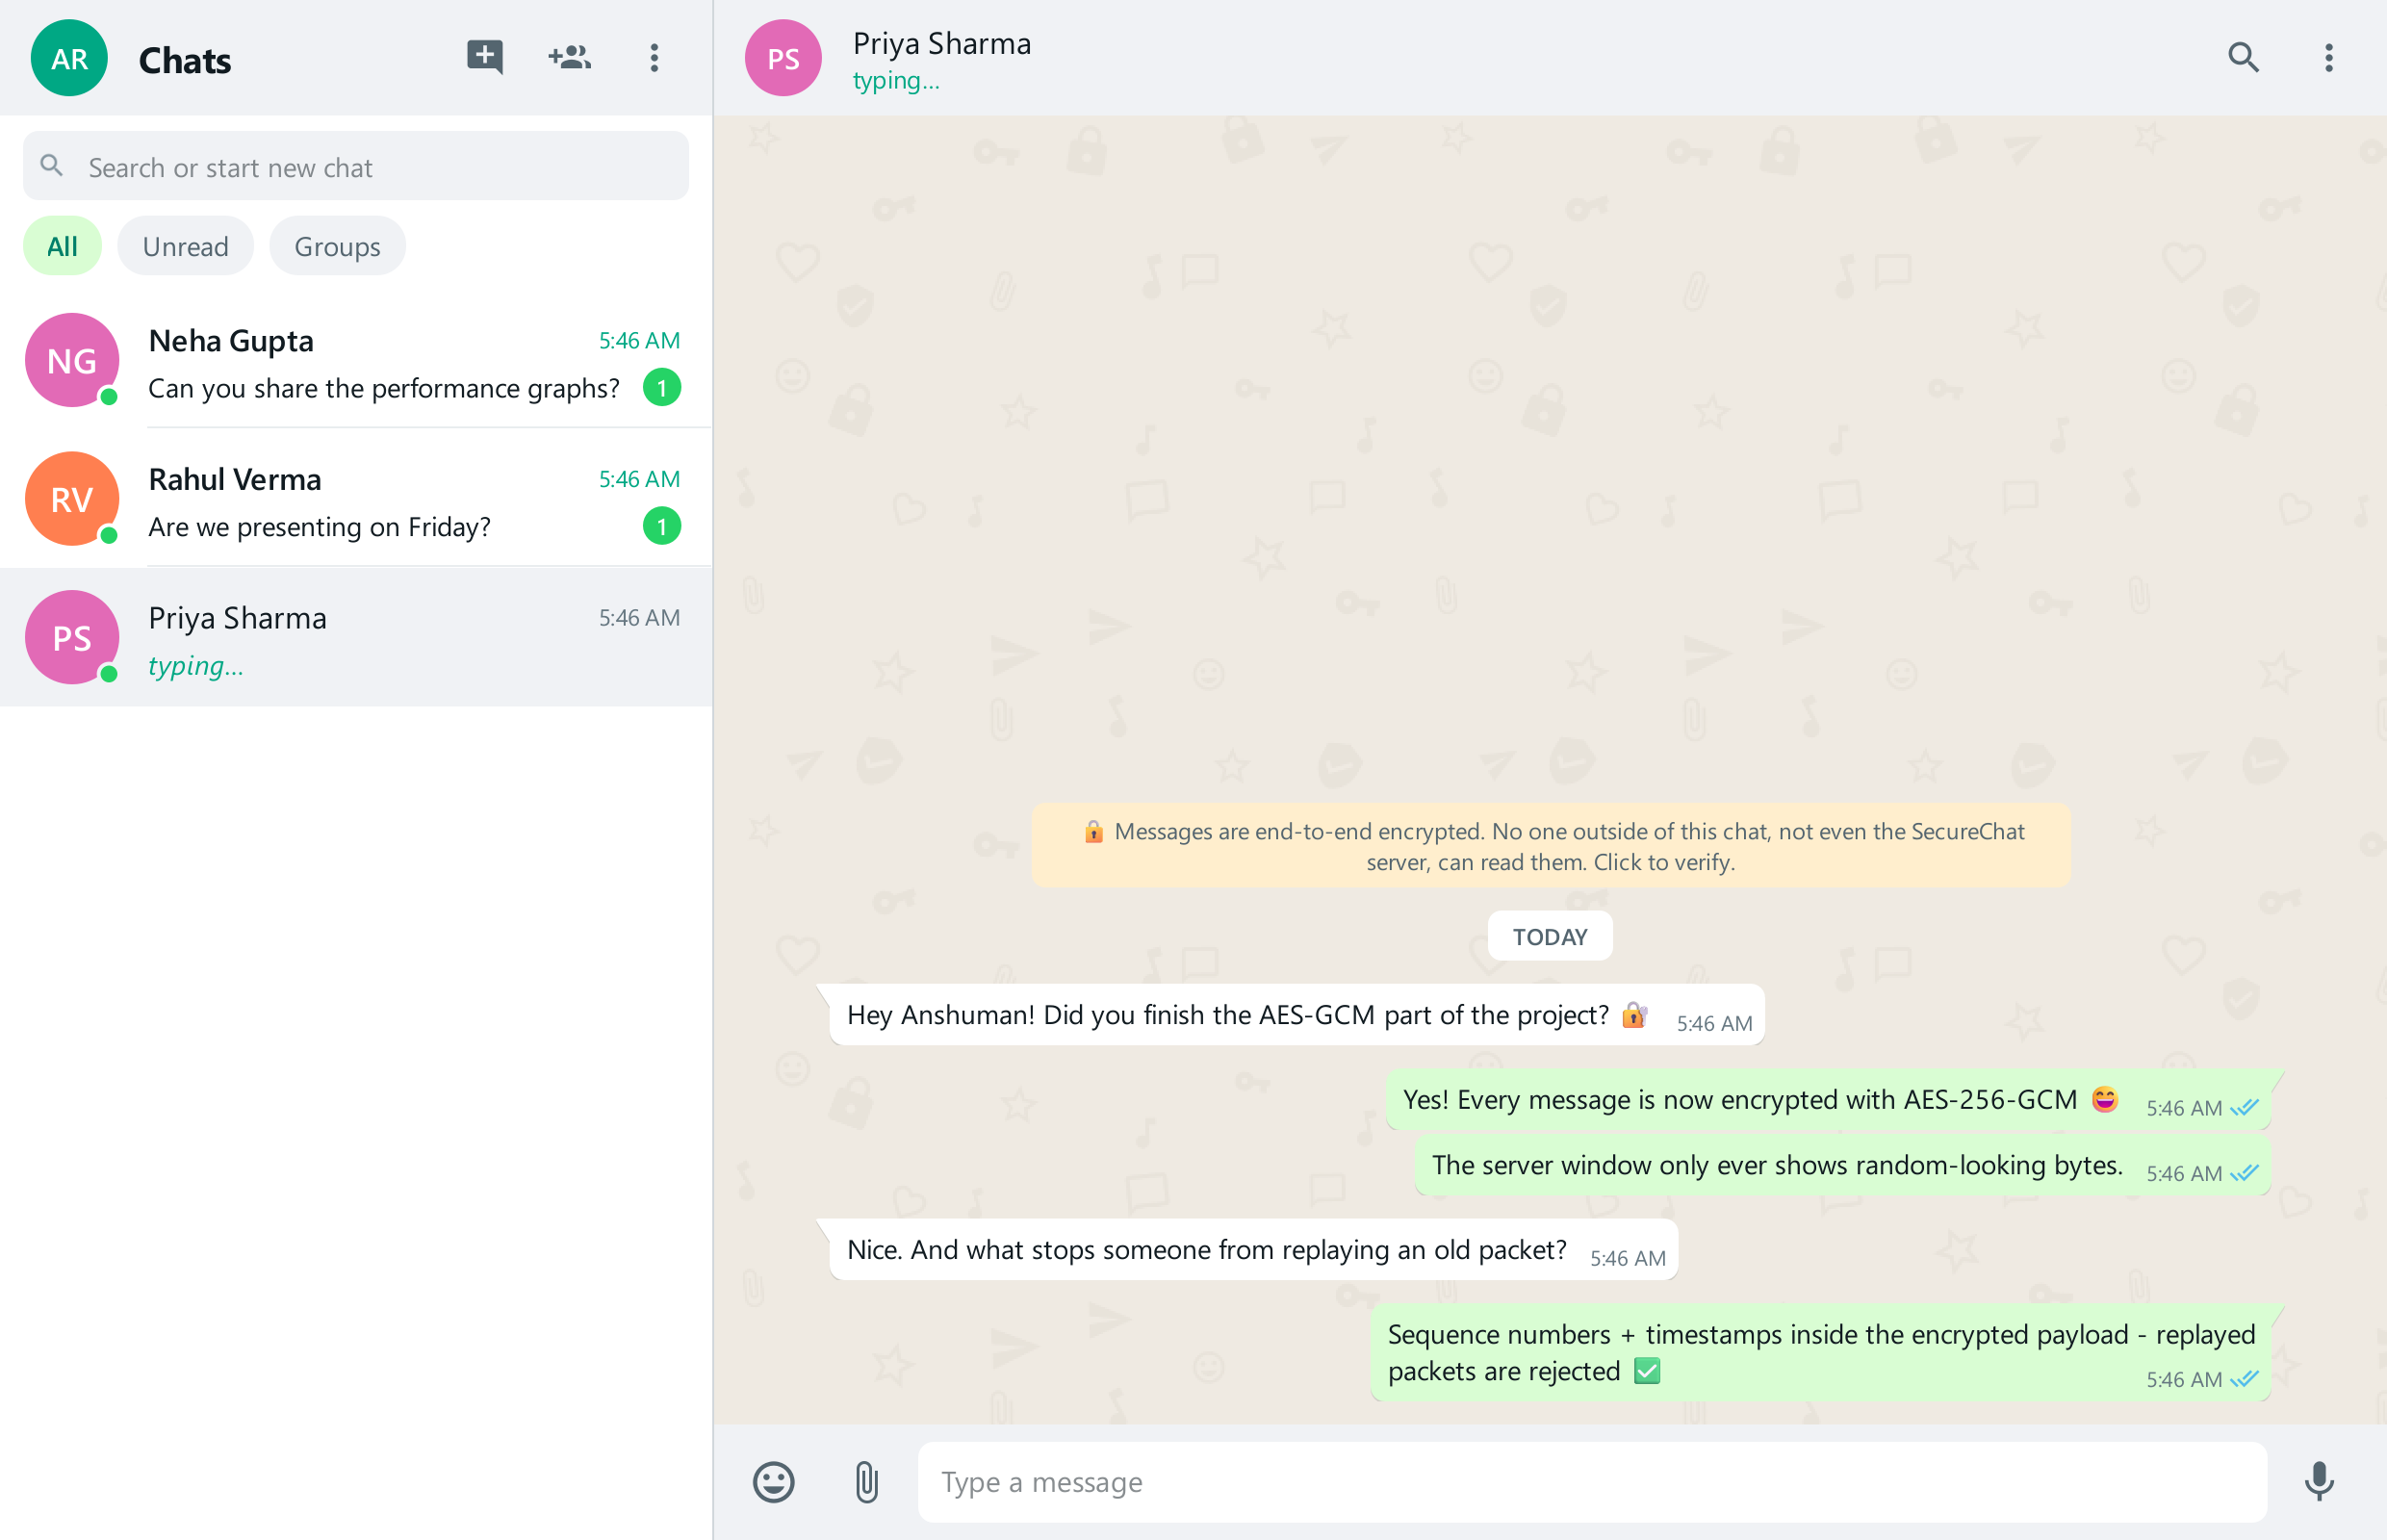 AR
Chats
Search or start new chat
All
Unread
Groups
NG
Neha Gupta
5:46 AM
Can you share the performance graphs?
1
RV
Rahul Verma
5:46 AM
Are we presenting on Friday?
1
PS
Priya Sharma
5:46 AM
typing...
PS
Priya Sharma
typing...
🔒 Messages are end-to-end encrypted. No one outside of this chat, not even the SecureChat
server, can read them. Click to verify.
TODAY
Hey Anshuman! Did you finish the AES-GCM part of the project? 🔐 5:46 AM
Yes! Every message is now encrypted with AES-256-GCM 😄 5:46 AM
The server window only ever shows random-looking bytes. 5:46 AM
Nice. And what stops someone from replaying an old packet? 5:46 AM
Sequence numbers + timestamps inside the encrypted payload - replayed
packets are rejected ✅ 5:46 AM
Type a message